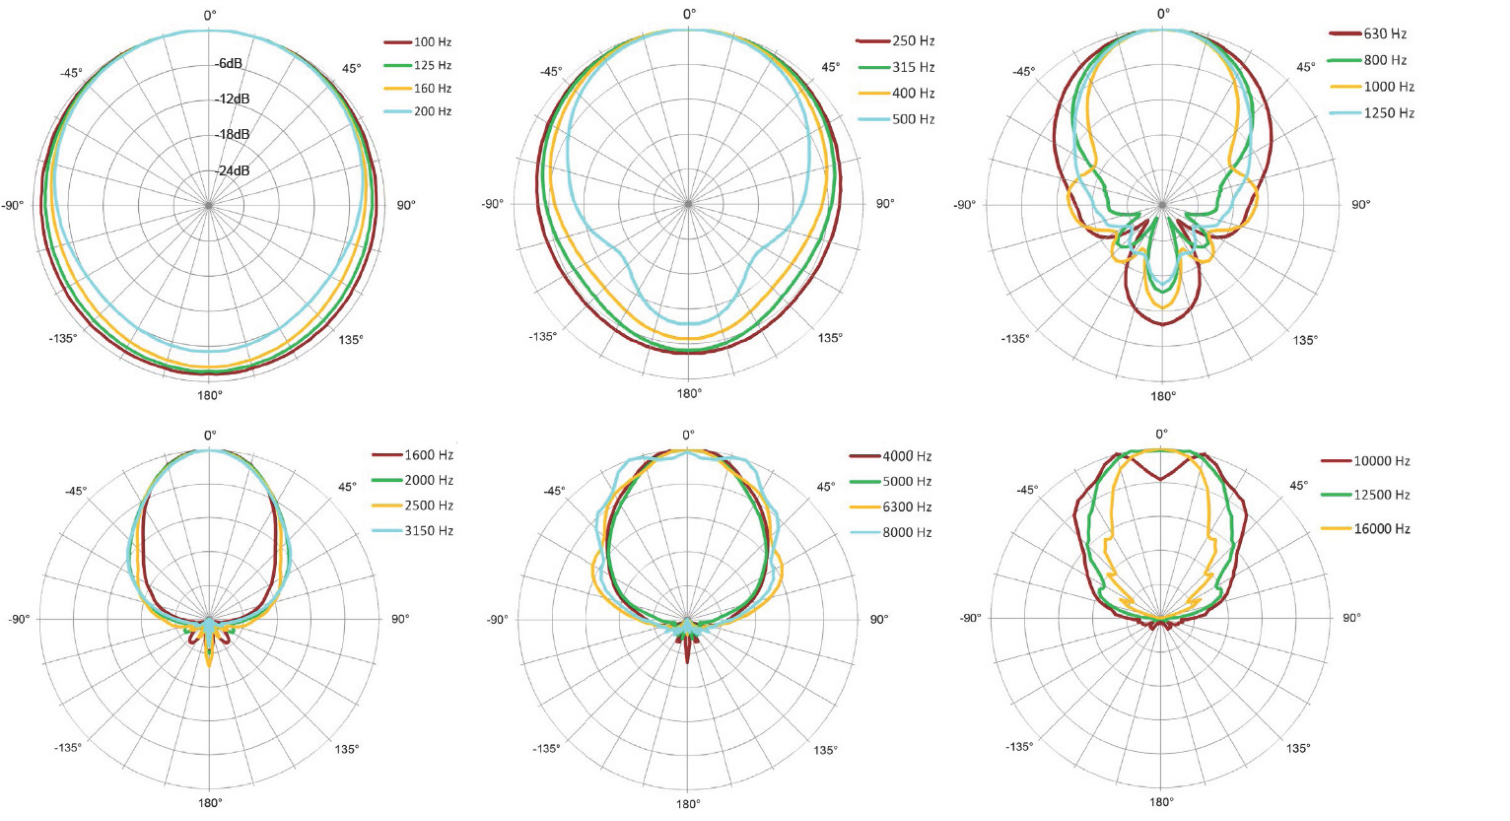 0°
100 Hz
125 Hz
160 Hz
200 Hz
-45°
45°
-6dB
-12dB
-18dB
-24dB
-90°
90°
-135°
135°
180°
0°
250 Hz
315 Hz
400 Hz
500 Hz
-45°
45°
-90°
90°
-135°
135°
180°
0°
630 Hz
800 Hz
1000 Hz
1250 Hz
-45°
45°
-90°
90°
-135°
135°
180°
0°
1600 Hz
2000 Hz
2500 Hz
3150 Hz
-45°
45°
-90°
90°
-135°
135°
180°
0°
4000 Hz
5000 Hz
6300 Hz
8000 Hz
-45°
45°
-90°
90°
-135°
135°
180°
0°
10000 Hz
12500 Hz
16000 Hz
-45°
45°
-90°
90°
-135°
135°
180°